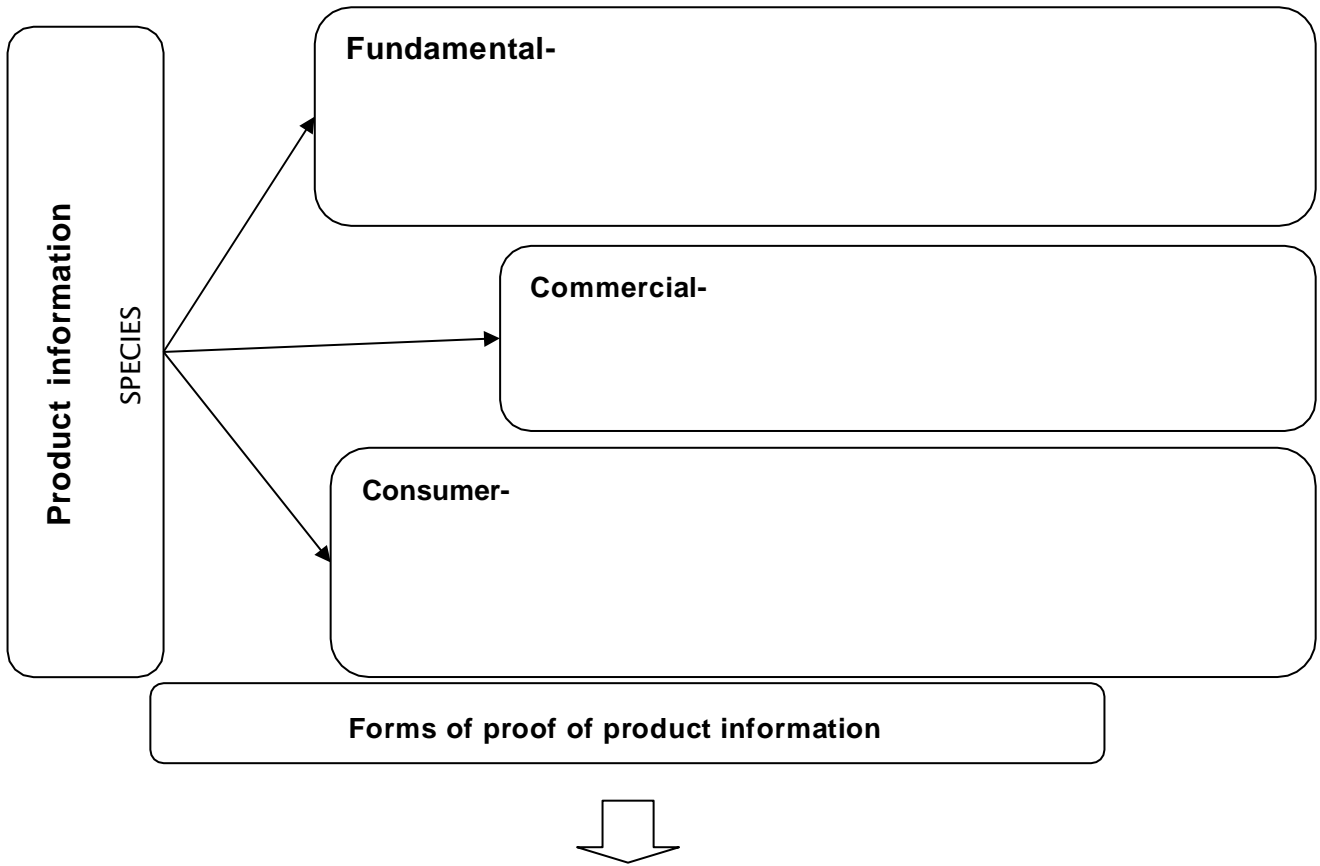 Product information
SPECIES
Fundamental-
Commercial-
Consumer-
Forms of proof of product information